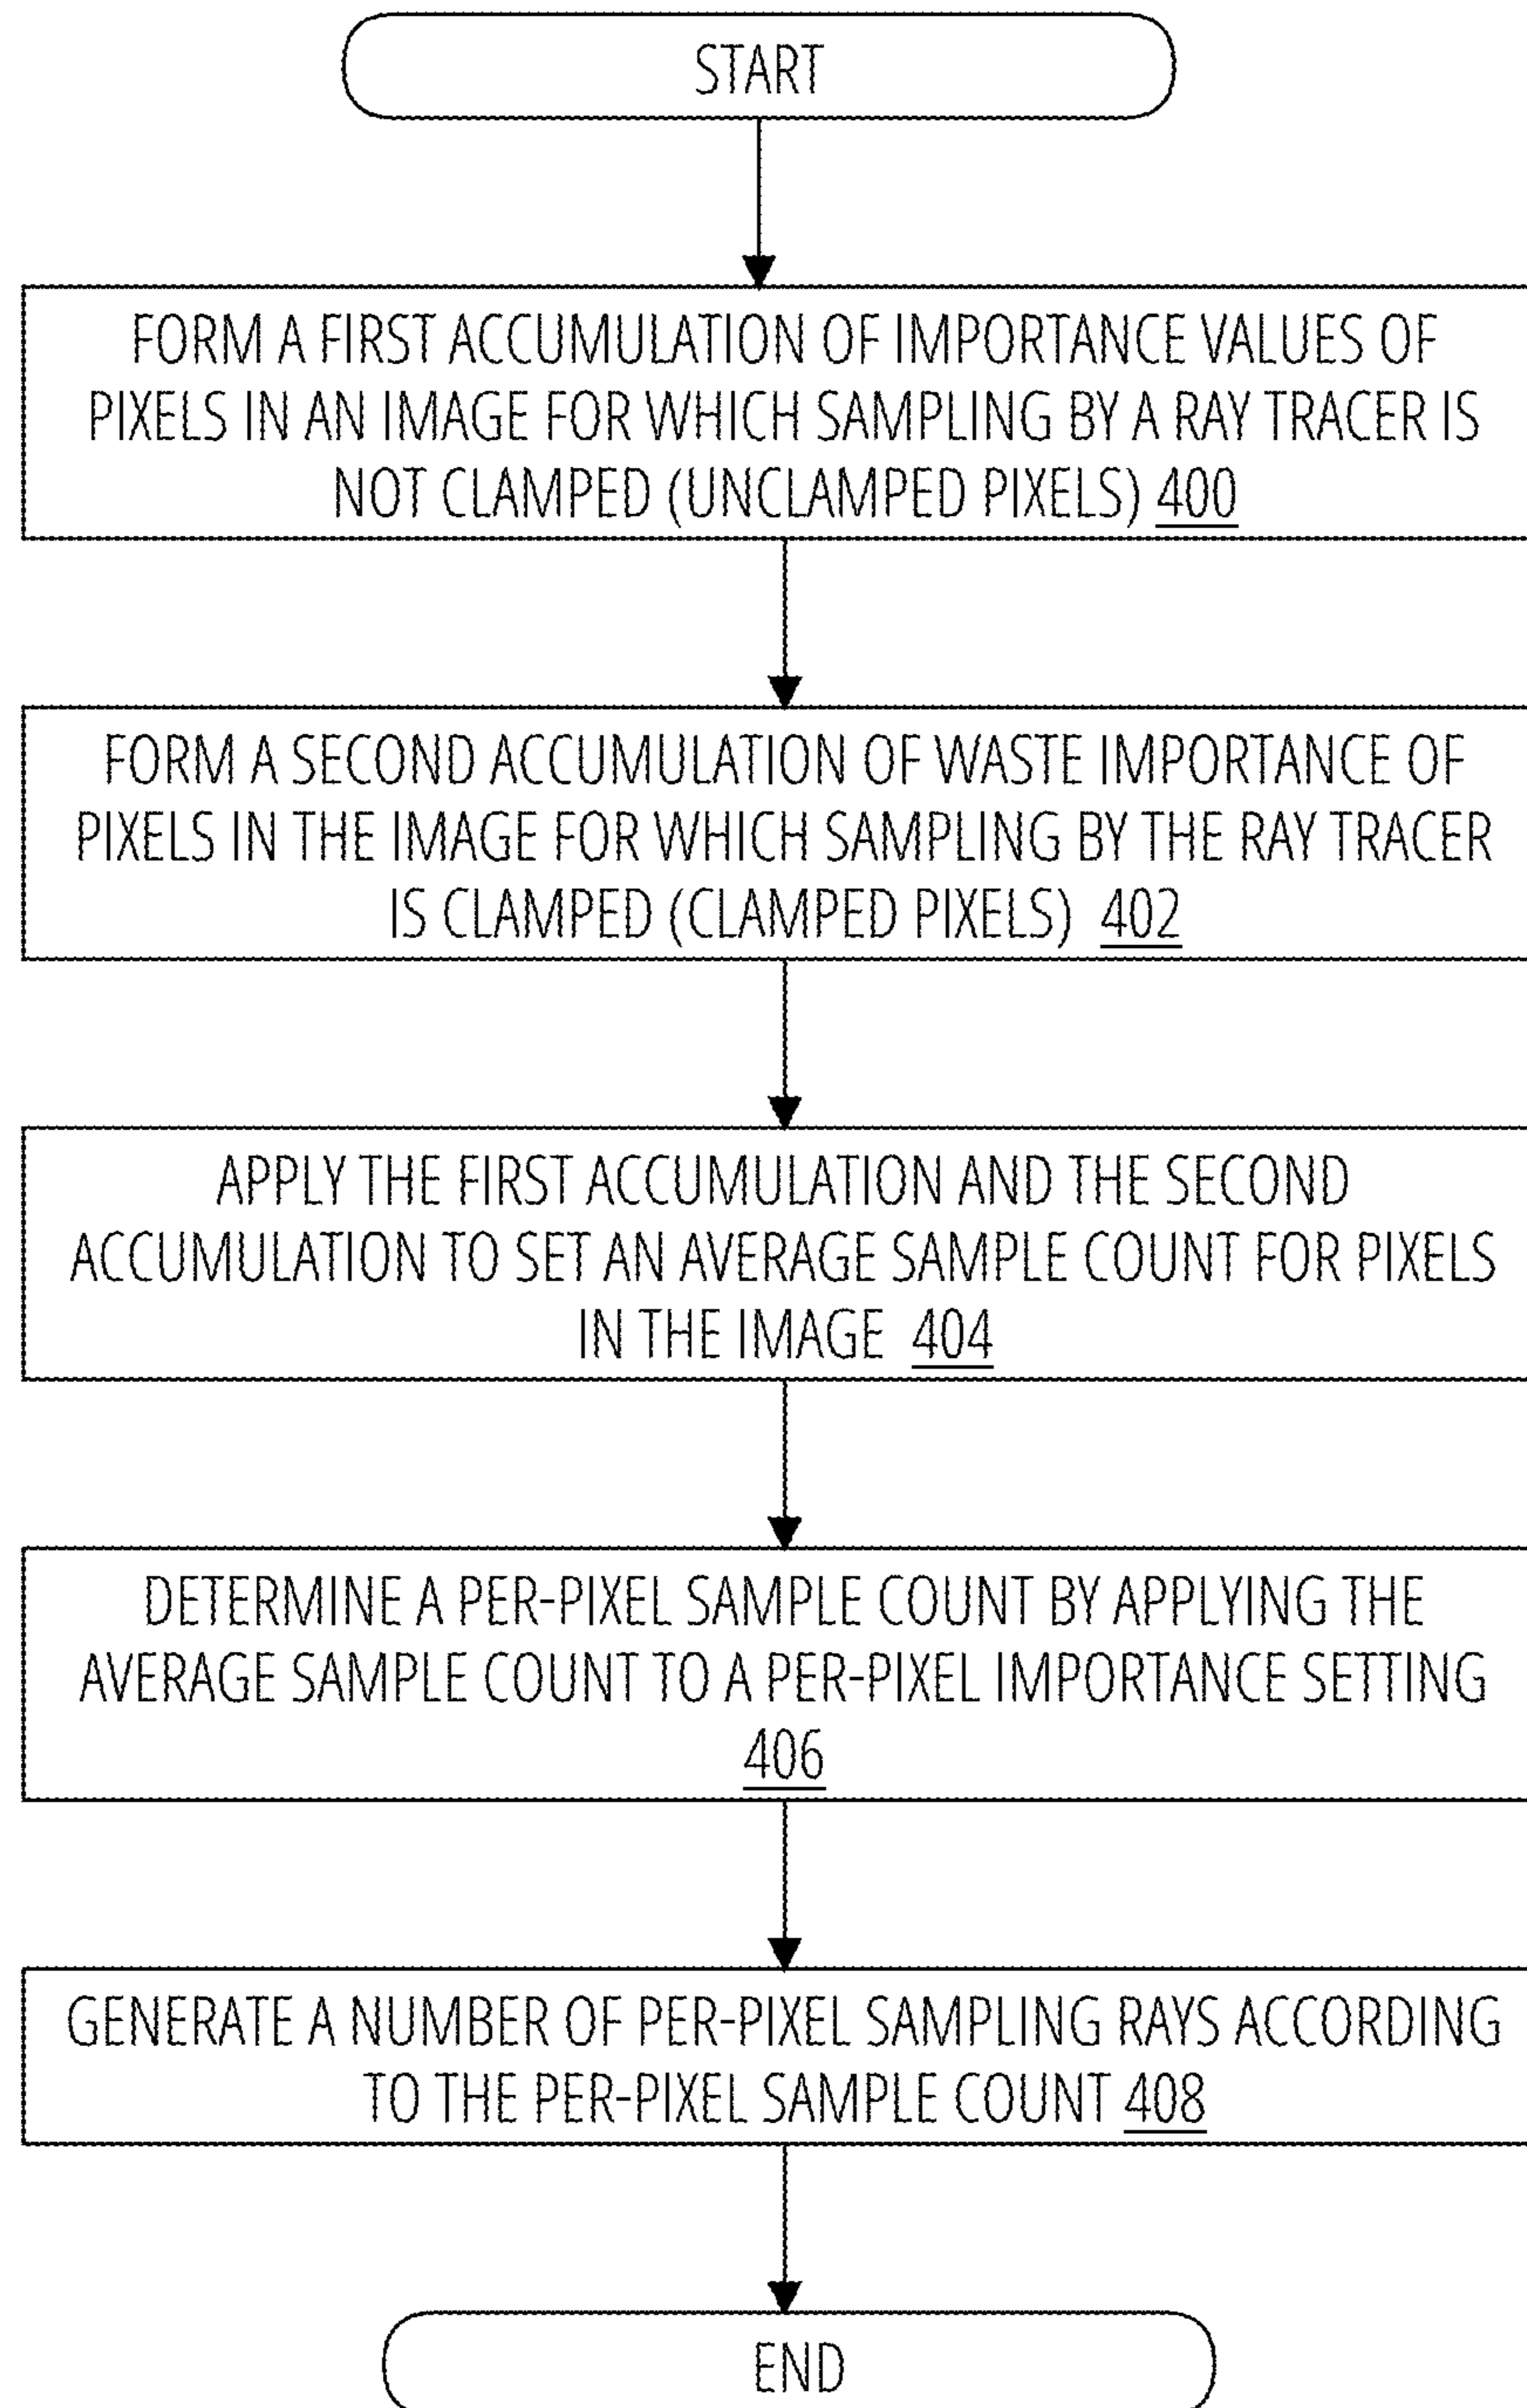 START
FORM A FIRST ACCUMULATION OF IMPORTANCE VALUES OF
PIXELS IN AN IMAGE FOR WHICH SAMPLING BY A RAY TRACER IS
NOT CLAMPED (UNCLAMPED PIXELS) 400
FORM A SECOND ACCUMULATION OF WASTE IMPORTANCE OF
PIXELS IN THE IMAGE FOR WHICH SAMPLING BY THE RAY TRACER
IS CLAMPED (CLAMPED PIXELS) 402
APPLY THE FIRST ACCUMULATION AND THE SECOND
ACCUMULATION TO SET AN AVERAGE SAMPLE COUNT FOR PIXELS
IN THE IMAGE 404
DETERMINE A PER-PIXEL SAMPLE COUNT BY APPLYING THE
AVERAGE SAMPLE COUNT TO A PER-PIXEL IMPORTANCE SETTING
406
GENERATE A NUMBER OF PER-PIXEL SAMPLING RAYS ACCORDING
TO THE PER-PIXEL SAMPLE COUNT 408
END